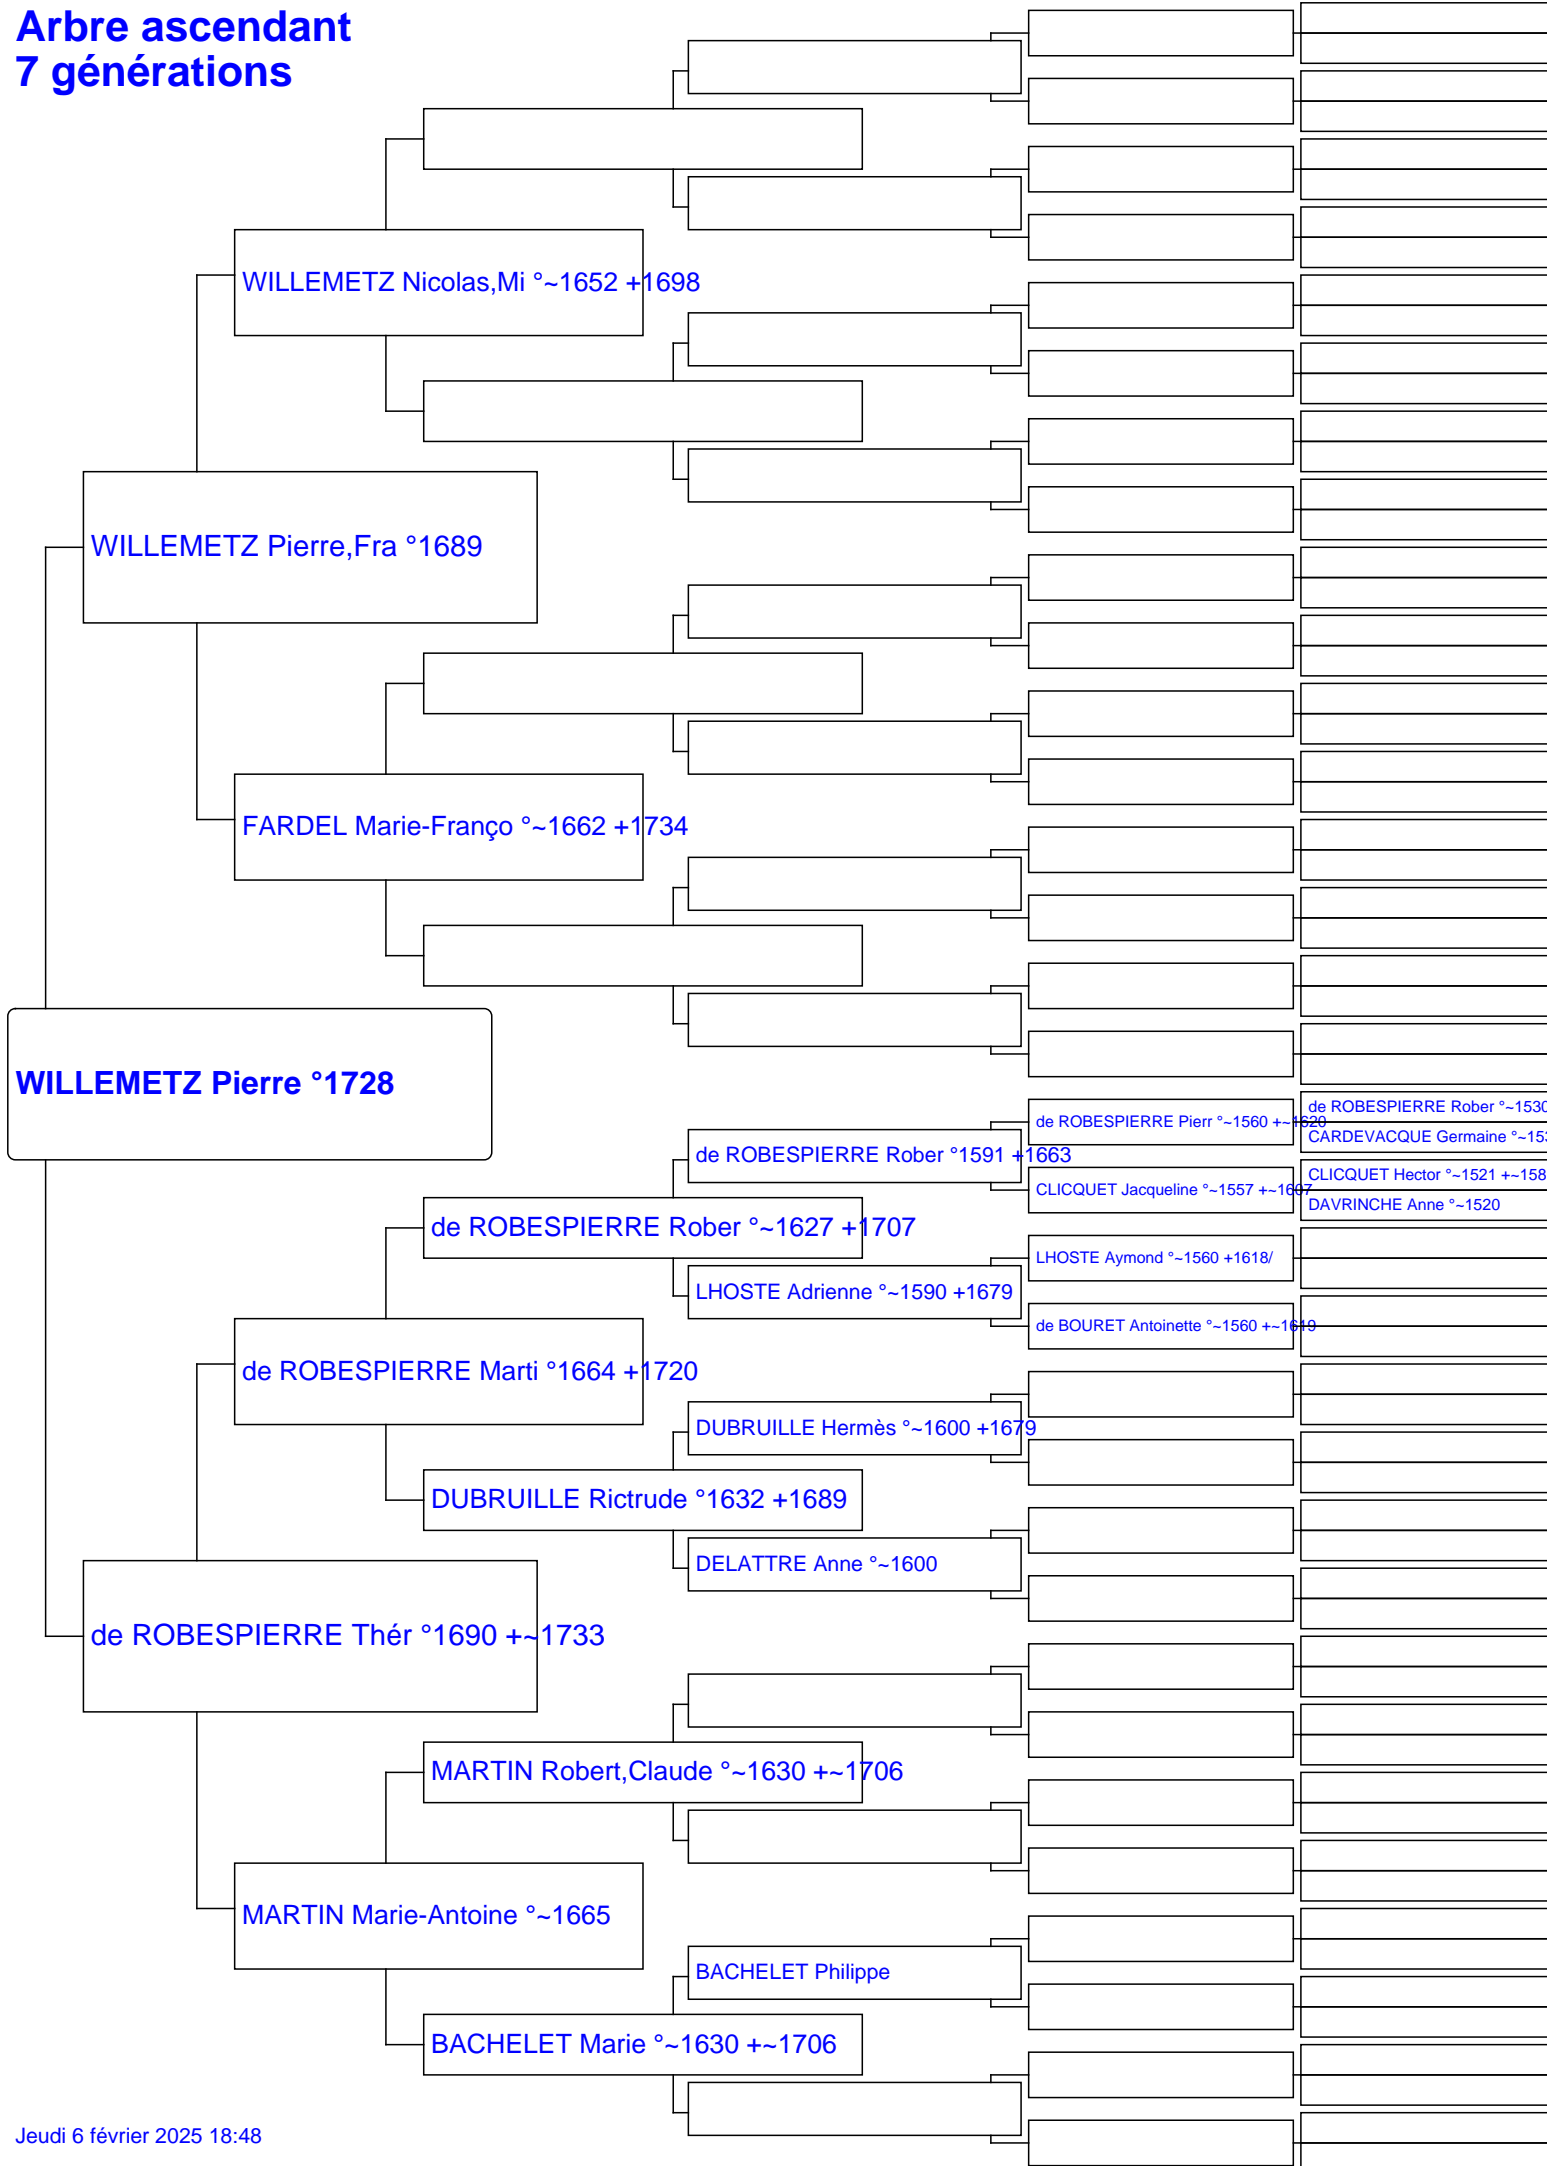 Arbre ascendant
7 générations
WILLEMETZ Nicolas,Mi °~1652 +1698
WILLEMETZ Pierre,Fra °1689
FARDEL Marie-Franço °~1662 +1734
WILLEMETZ Pierre °1728
de ROBESPIERRE Rober °~1530
de ROBESPIERRE Pierr °~1560 +~1620
CARDEVACQUE Germaine °~153
de ROBESPIERRE Rober °1591 +1663
CLICQUET Hector °~1521 +~158
CLICQUET Jacqueline °~1557 +~1607
DAVRINCHE Anne °~1520
de ROBESPIERRE Rober °~1627 +1707
LHOSTE Aymond °~1560 +1618/
LHOSTE Adrienne °~1590 +1679
de BOURET Antoinette °~1560 +~1619
de ROBESPIERRE Marti °1664 +1720
DUBRUILLE Hermès °~1600 +1679
DUBRUILLE Rictrude °1632 +1689
DELATTRE Anne °~1600
de ROBESPIERRE Thér °1690 +~1733
MARTIN Robert,Claude °~1630 +~1706
MARTIN Marie-Antoine °~1665
BACHELET Philippe
BACHELET Marie °~1630 +~1706
Jeudi 6 février 2025 18:48